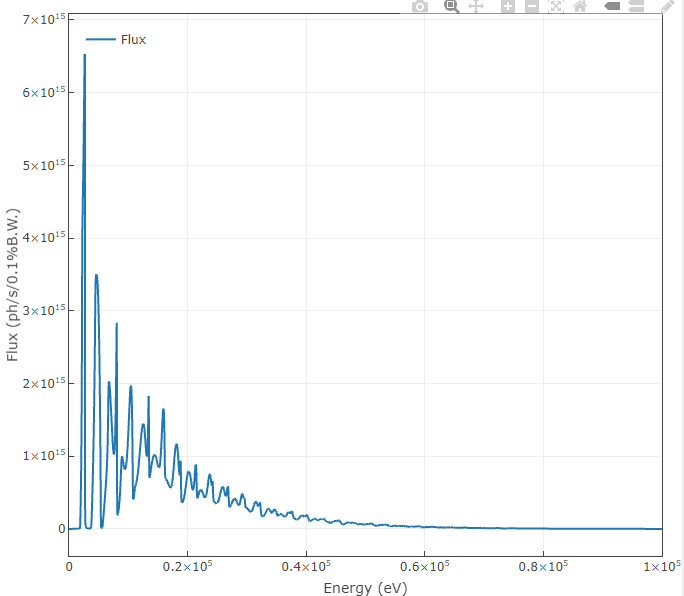 7×10¹⁵
Flux
6×10¹⁵
5×10¹⁵
4×10¹⁵
3×10¹⁵
2×10¹⁵
1×10¹⁵
0
Flux (ph/s/0.1%B.W.)
0 0.2×10⁵ 0.4×10⁵ 0.6×10⁵ 0.8×10⁵ 1×10⁵
Energy (eV)